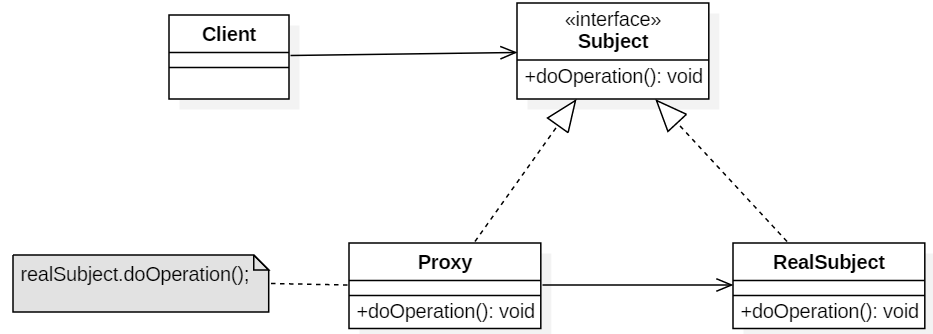 Client
«interface»
Subject
+doOperation(): void
realSubject.doOperation();
Proxy
+doOperation(): void
RealSubject
+doOperation(): void